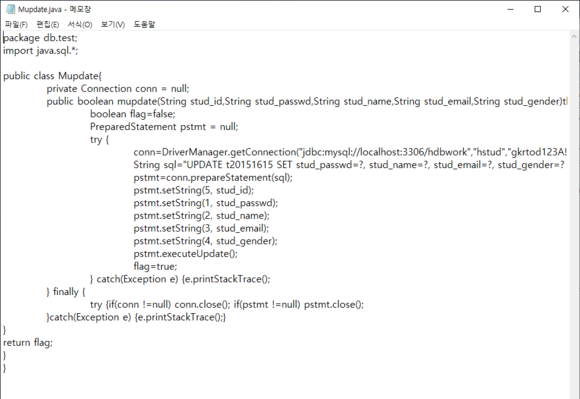 Mupdate.java - 메모장
파일(F) 편집(E) 서식(O) 보기(V) 도움말
package db.test;
import java.sql.*;
public class Mupdate{
private Connection conn = null;
public boolean mupdate(String stud_id,String stud_passwd,String stud_name,String stud_email,String stud_gender)th
boolean flag=false;
PreparedStatement pstmt = null;
try {
conn=DriverManager.getConnection("jdbc:mysql://localhost:3306/hdbwork","hstud","gkrtod123A!
String sql="UPDATE t20151615 SET stud_passwd=?, stud_name=?, stud_email=?, stud_gender=?
pstmt=conn.prepareStatement(sql);
pstmt.setString(5, stud_id);
pstmt.setString(1, stud_passwd);
pstmt.setString(2, stud_name);
pstmt.setString(3, stud_email);
pstmt.setString(4, stud_gender);
pstmt.executeUpdate();
flag=true;
} catch(Exception e) {e.printStackTrace();
} finally {
try {if(conn !=null) conn.close(); if(pstmt !=null) pstmt.close();
}catch(Exception e) {e.printStackTrace();}
}
return flag;
}
}